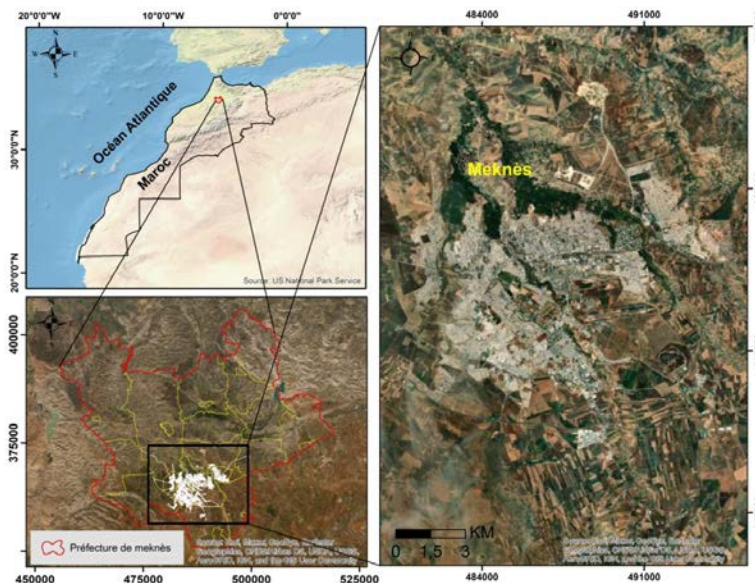 20°0'0"W
10°0'0"W
0°0'0"
N
W
E
S
Océan Atlantique
Maroc
30°0'0"N
20°0'0"N
Source: US National Park Service
400000
375000
Préfecture de meknès
450000
475000
500000
525000
484000
491000
Meknès
KM
0
1.5
3
484000
491000